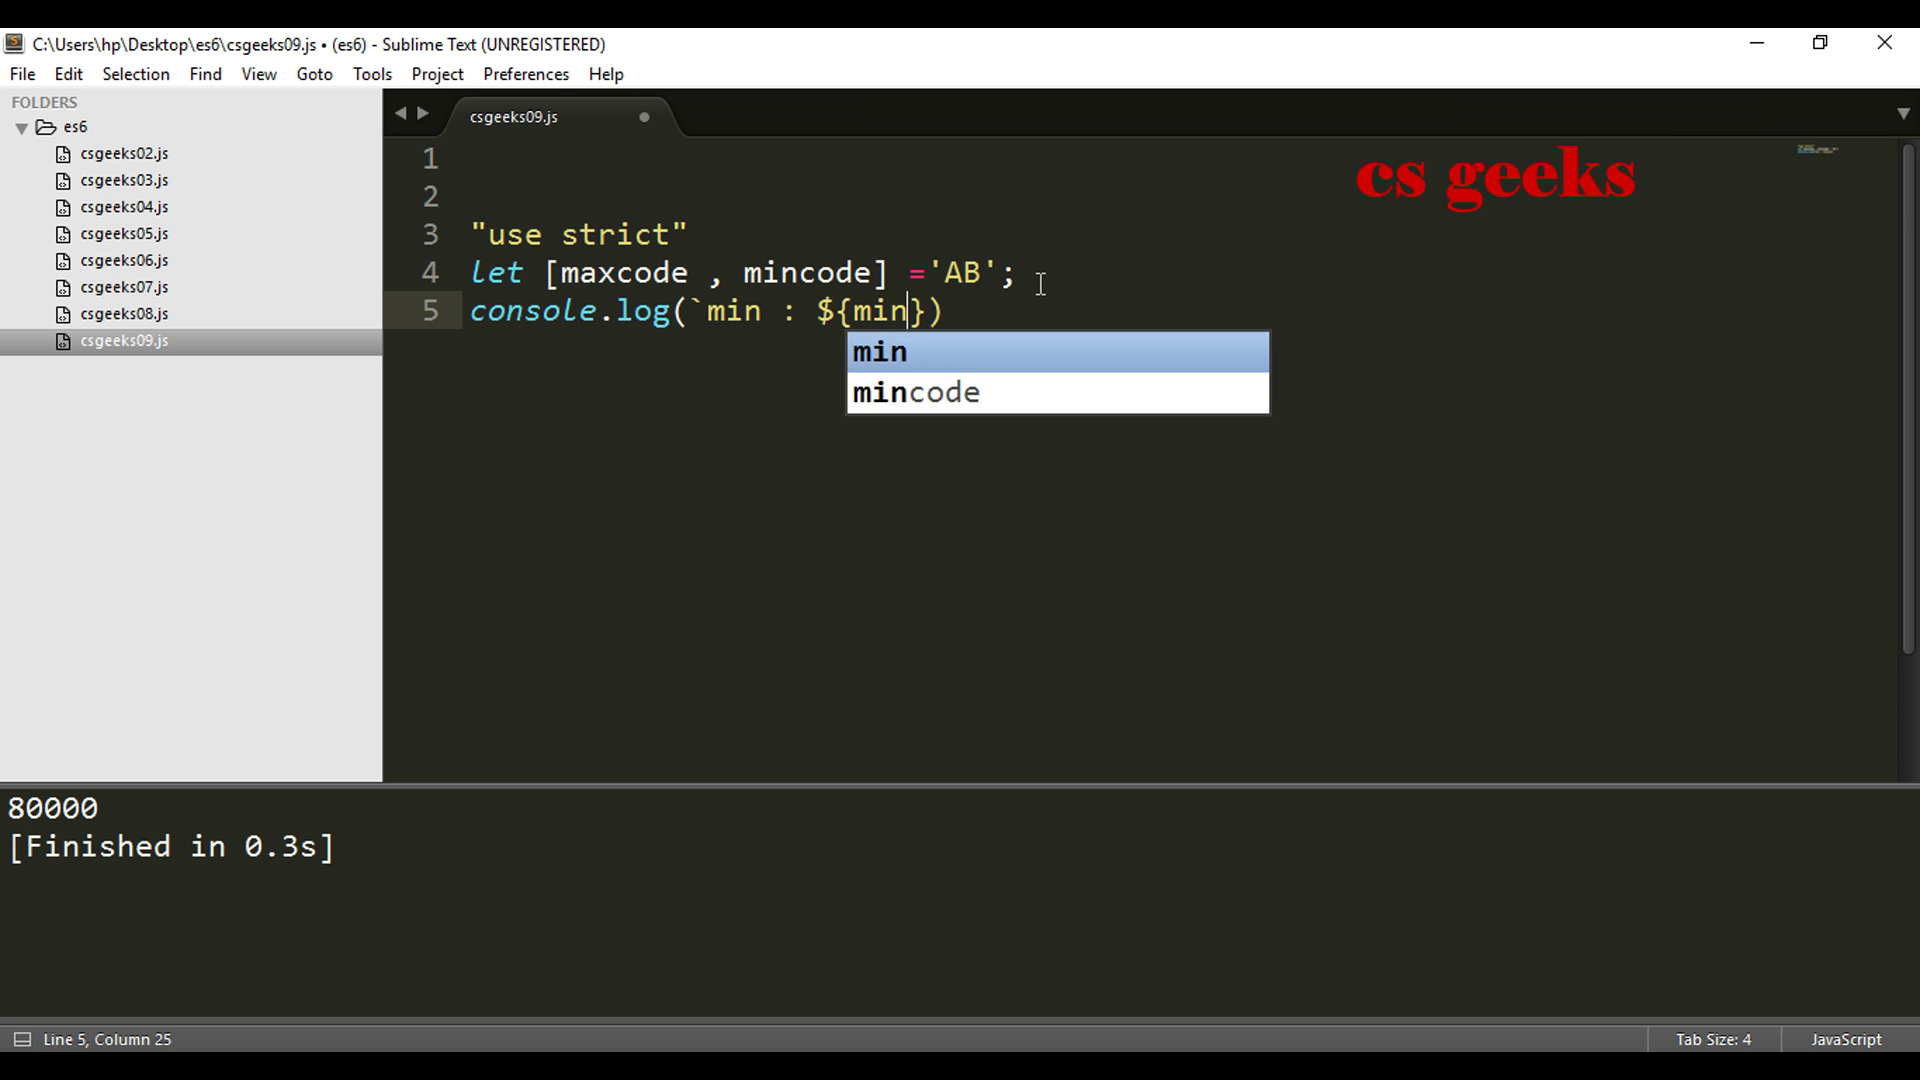 C:\Users\hp\Desktop\es6\csgeeks09.js • (es6) - Sublime Text (UNREGISTERED)
File Edit Selection Find View Goto Tools Project Preferences Help
FOLDERS
es6
csgeeks02.js
csgeeks03.js
csgeeks04.js
csgeeks05.js
csgeeks06.js
csgeeks07.js
csgeeks08.js
csgeeks09.js
csgeeks09.js
cs geeks
1
2
3 "use strict"
4 let [maxcode , mincode] ='AB';
5 console.log(`min : ${min})
min
mincode
80000
[Finished in 0.3s]
Line 5, Column 25
Tab Size: 4
JavaScript